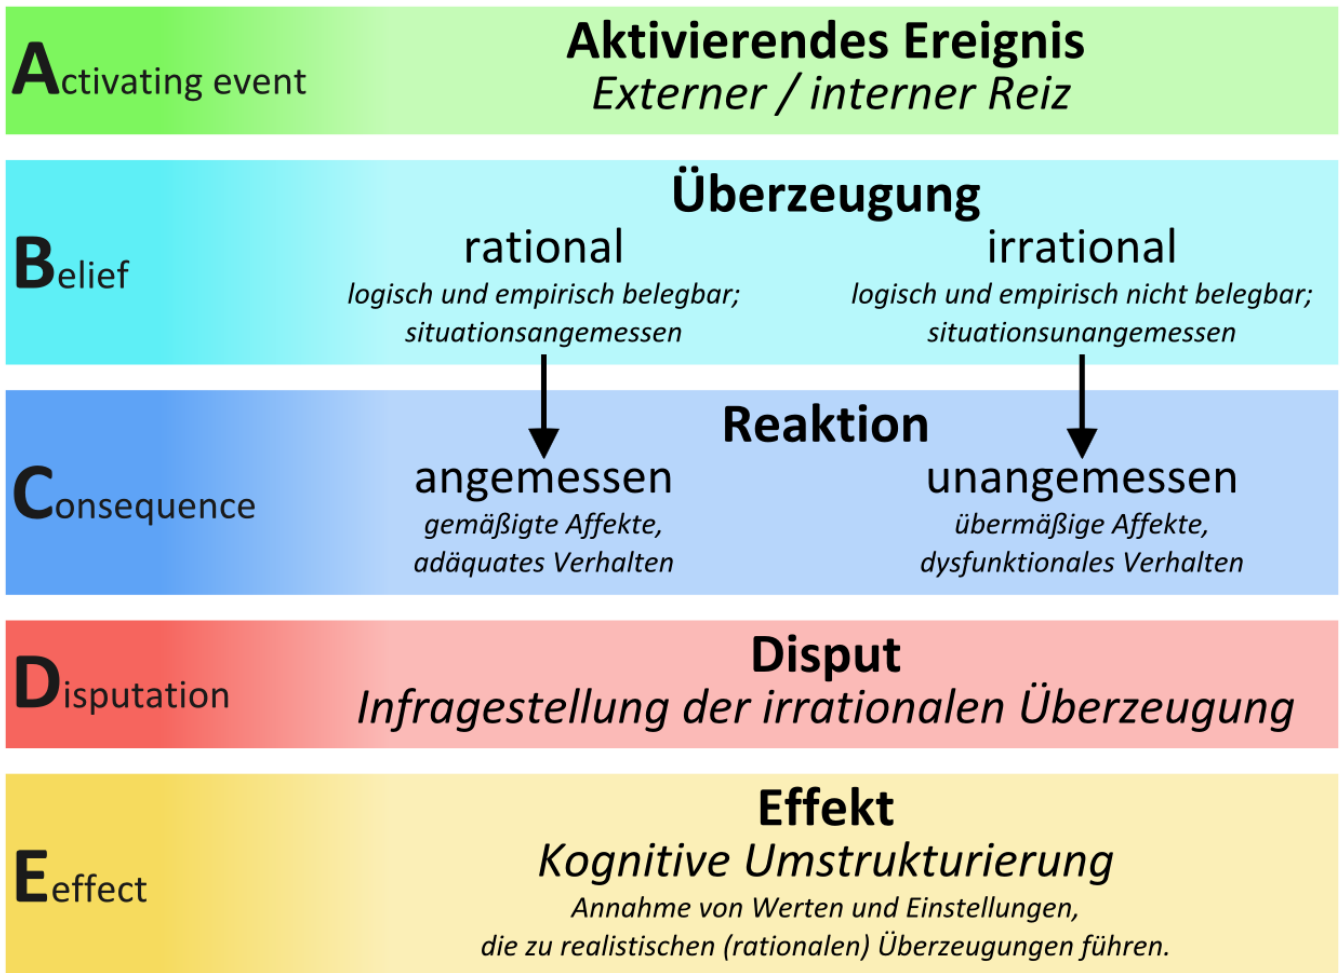 Activating event
Aktivierendes Ereignis
Externer / interner Reiz
Belief
Überzeugung
rational
irrational
logisch und empirisch belegbar;
logisch und empirisch nicht belegbar;
situationsangemessen
situationsunangemessen
Consequence
Reaktion
angemessen
unangemessen
gemäßigte Affekte,
übermäßige Affekte,
adäquates Verhalten
dysfunktionales Verhalten
Disputation
Disput
Infragestellung der irrationalen Überzeugung
Eeffect
Effekt
Kognitive Umstrukturierung
Annahme von Werten und Einstellungen,
die zu realistischen (rationalen) Überzeugungen führen.